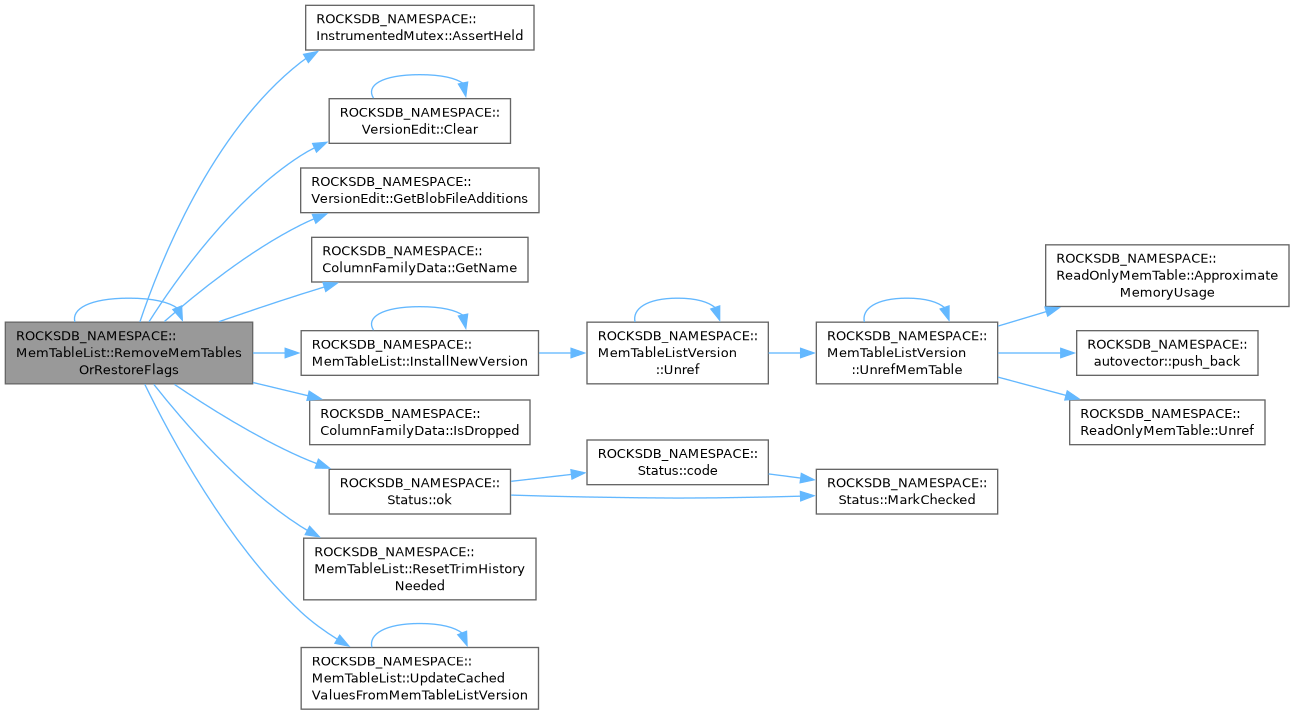 ROCKSDB_NAMESPACE::
MemTableList::RemoveMemTables
OrRestoreFlags
ROCKSDB_NAMESPACE::
InstrumentedMutex::AssertHeld
ROCKSDB_NAMESPACE::
VersionEdit::Clear
ROCKSDB_NAMESPACE::
VersionEdit::GetBlobFileAdditions
ROCKSDB_NAMESPACE::
ColumnFamilyData::GetName
ROCKSDB_NAMESPACE::
MemTableList::InstallNewVersion
ROCKSDB_NAMESPACE::
MemTableListVersion
::Unref
ROCKSDB_NAMESPACE::
MemTableListVersion
::UnrefMemTable
ROCKSDB_NAMESPACE::
ReadOnlyMemTable::Approximate
MemoryUsage
ROCKSDB_NAMESPACE::
autovector::push_back
ROCKSDB_NAMESPACE::
ReadOnlyMemTable::Unref
ROCKSDB_NAMESPACE::
ColumnFamilyData::IsDropped
ROCKSDB_NAMESPACE::
Status::ok
ROCKSDB_NAMESPACE::
Status::code
ROCKSDB_NAMESPACE::
Status::MarkChecked
ROCKSDB_NAMESPACE::
MemTableList::ResetTrimHistory
Needed
ROCKSDB_NAMESPACE::
MemTableList::UpdateCached
ValuesFromMemTableListVersion